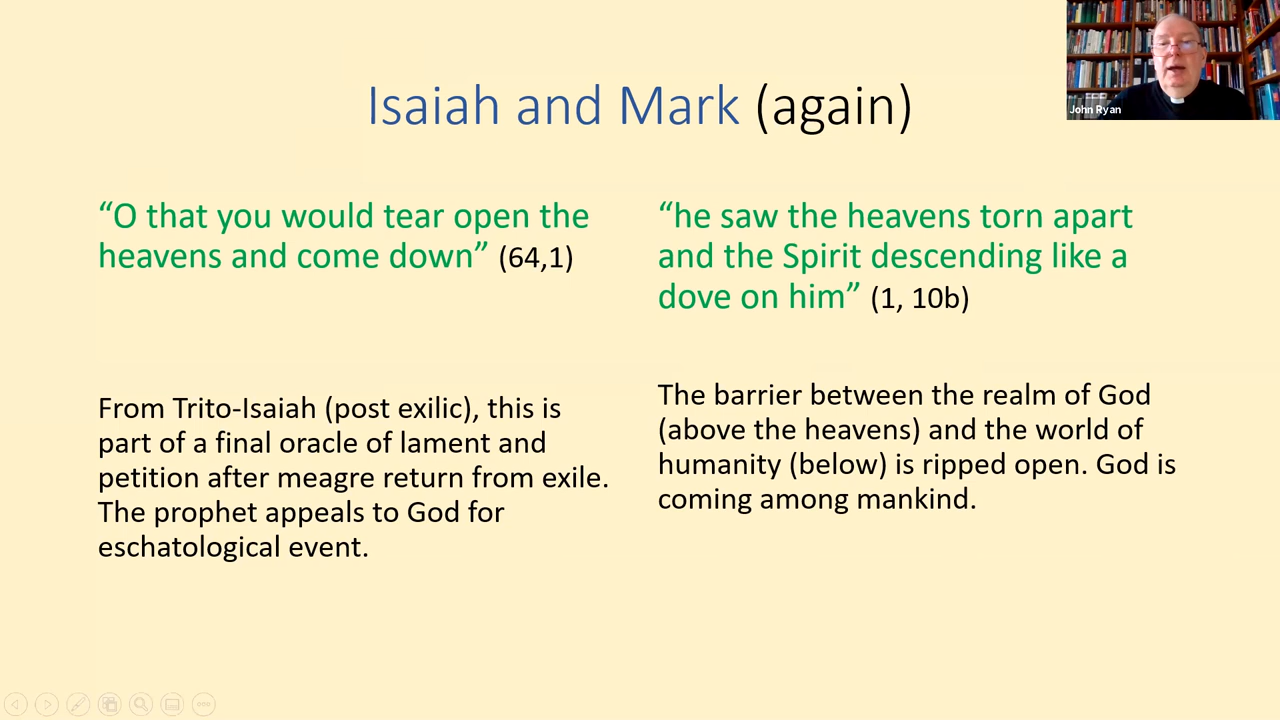 John Ryan
Isaiah and Mark (again)
“O that you would tear open the
heavens and come down” (64,1)
From Trito-Isaiah (post exilic), this is
part of a final oracle of lament and
petition after meagre return from exile.
The prophet appeals to God for
eschatological event.
“he saw the heavens torn apart
and the Spirit descending like a
dove on him” (1, 10b)
The barrier between the realm of God
(above the heavens) and the world of
humanity (below) is ripped open. God is
coming among mankind.